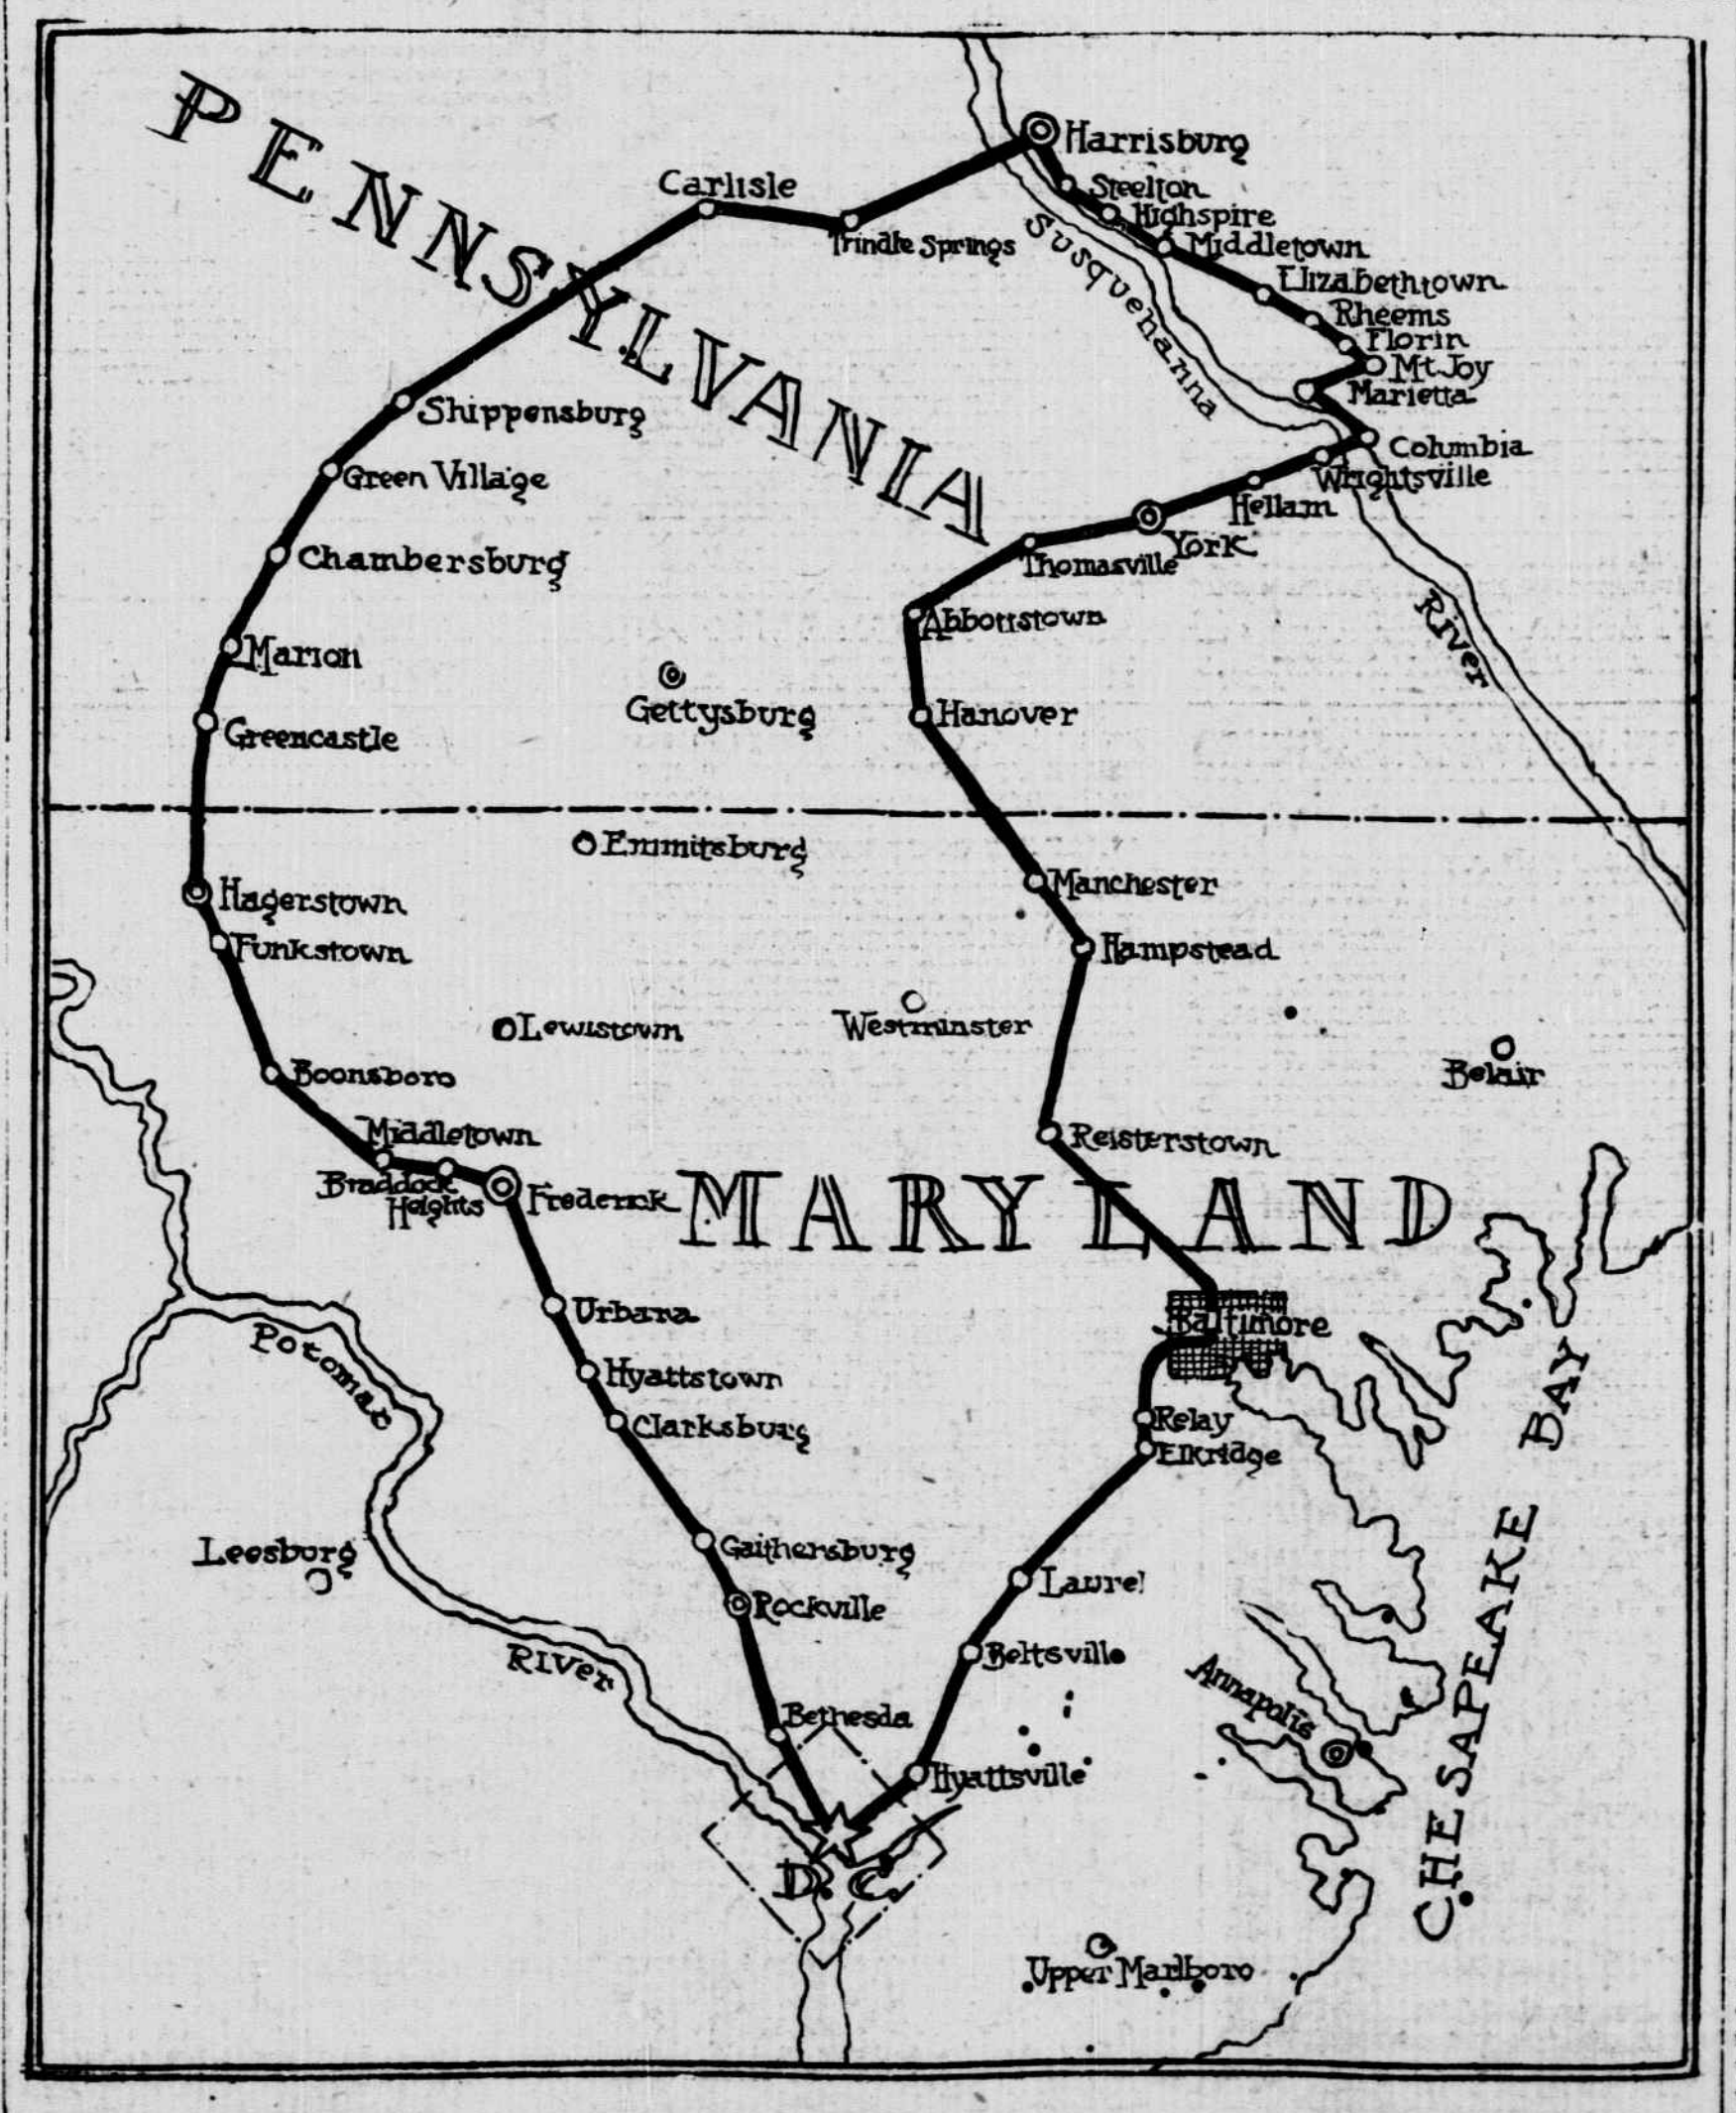 PENNSYLVANIA
Harrisburg
Carlisle
Steelton
Highspire
Trindle Springs
Middletown
Susquehanna
Elizabethtown
Rheems
Florin
Mt Joy
Marietta
Shippensburg
Columbia
Green Village
Wrightsville
Hellam
York
Chambersburg
Thomasville
Abbottstown
River
Marion
Gettysburg
Hanover
Greencastle
Emmitsburg
Manchester
Hagerstown
Funkstown
Hampstead
Lewistown
Westminster
Belair
Boonsboro
Middletown
Reisterstown
Braddock
Heights
Frederick
MARYLAND
Urbana
Baltimore
Potomac
Hyattstown
Clarksburg
Relay
Elkridge
CHESAPEAKE BAY
Leesburg
Gaithersburg
Laurel
Rockville
River
Beltsville
Annapolis
Bethesda
Hyattsville
D.C.
Upper Marlboro